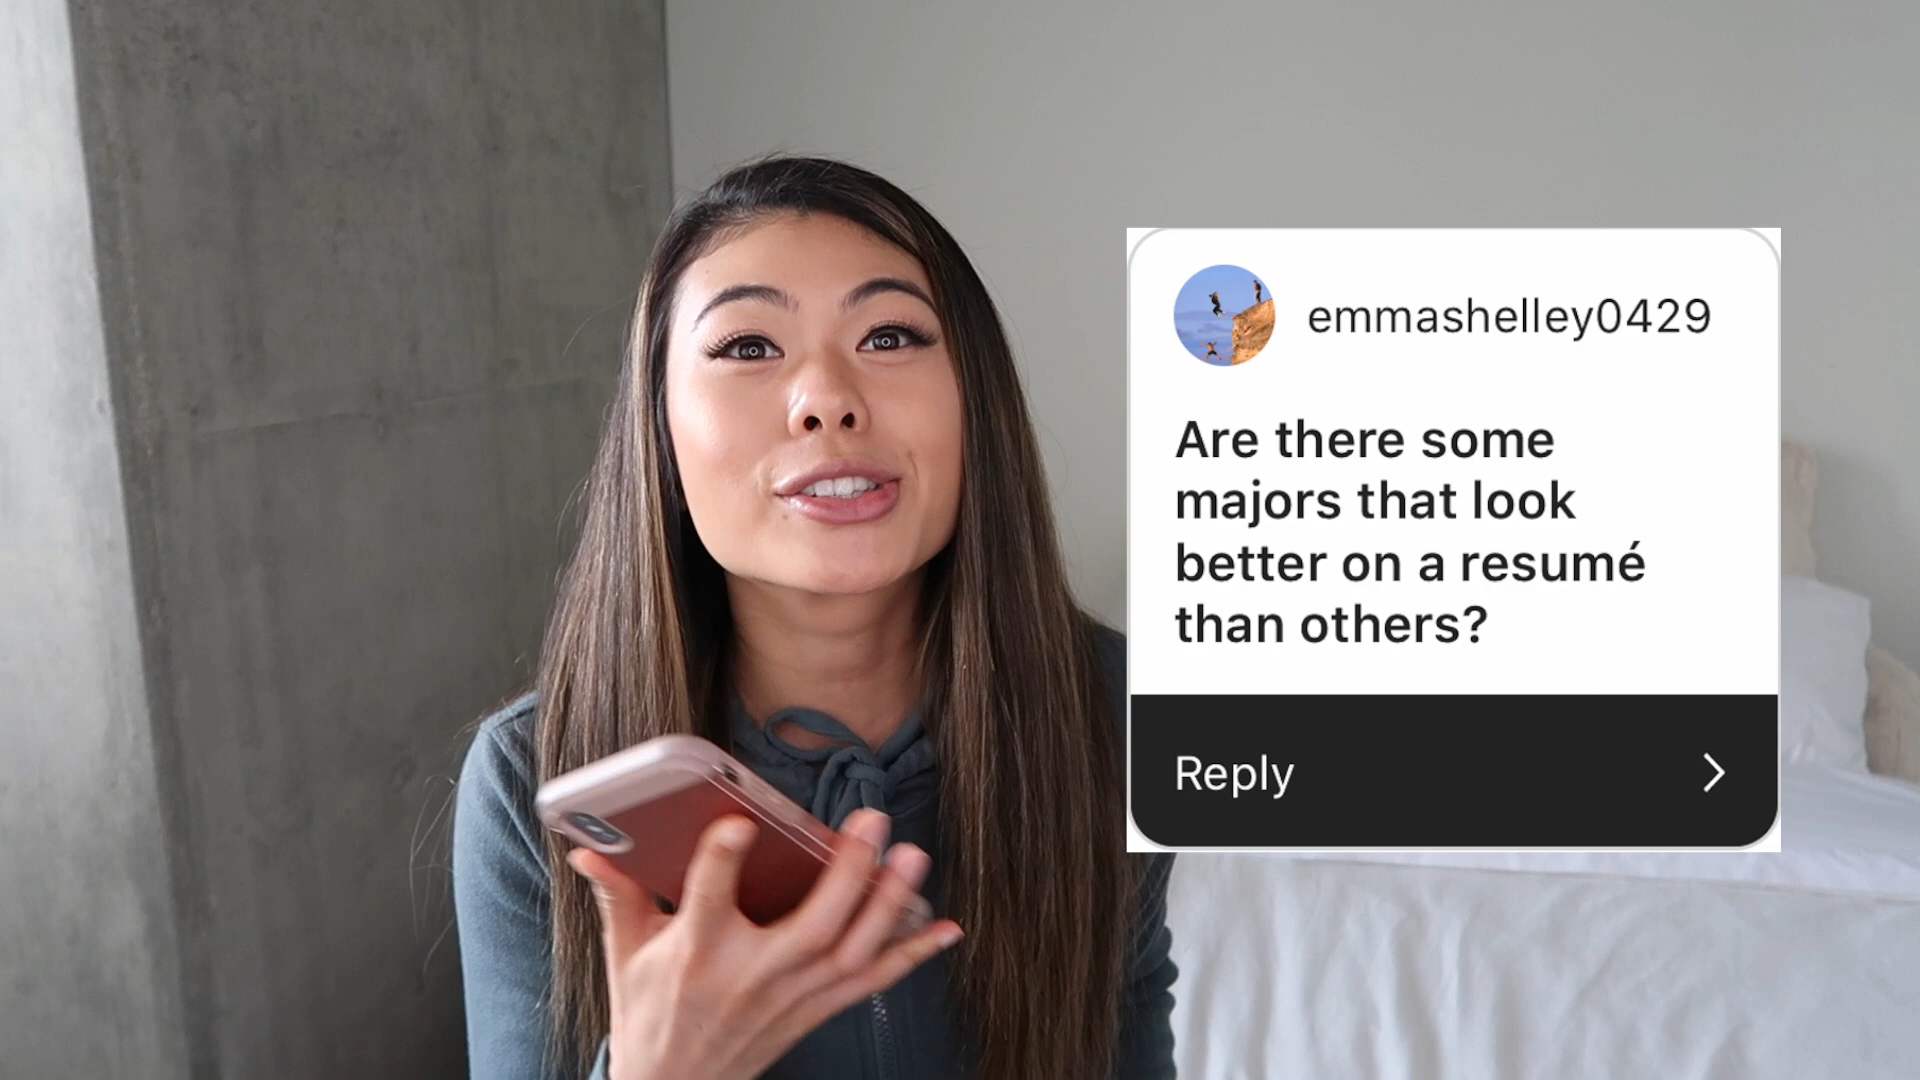 emmashelley0429
Are there some
majors that look
better on a resumé
than others?
Reply